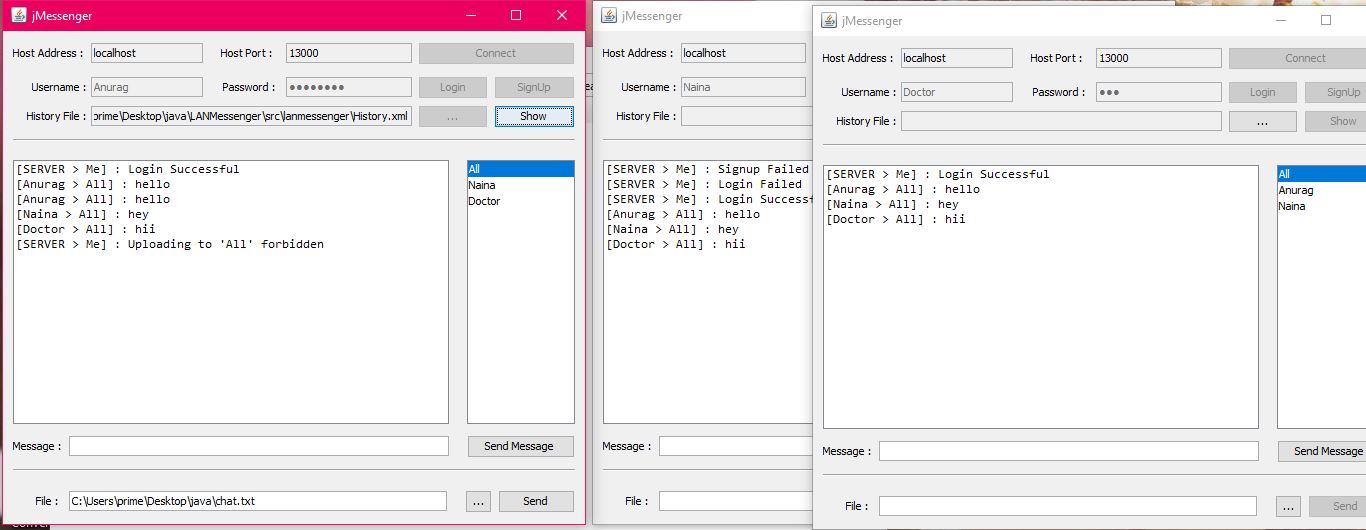 jMessenger
Host Address : localhost Host Port : 13000 Connect
Username : Anurag Password : ●●●●●●●● Login SignUp
History File : prime\Desktop\java\LANMessenger\src\lanmessenger\History.xml ... Show
[SERVER > Me] : Login Successful
[Anurag > All] : hello
[Anurag > All] : hello
[Naina > All] : hey
[Doctor > All] : hii
[SERVER > Me] : Uploading to 'All' forbidden
All
Naina
Doctor
Message : Send Message
File : C:\Users\prime\Desktop\java\chat.txt ... Send
jMessenger
Host Address : localhost
Username : Naina
History File :
[SERVER > Me] : Signup Failed
[SERVER > Me] : Login Failed
[SERVER > Me] : Login Successf
[Anurag > All] : hello
[Naina > All] : hey
[Doctor > All] : hii
Message :
File :
jMessenger
Host Address : localhost Host Port : 13000 Connect
Username : Doctor Password : ●●● Login SignUp
History File : ... Show
[SERVER > Me] : Login Successful
[Anurag > All] : hello
[Naina > All] : hey
[Doctor > All] : hii
All
Anurag
Naina
Message : Send Message
File : ... Send